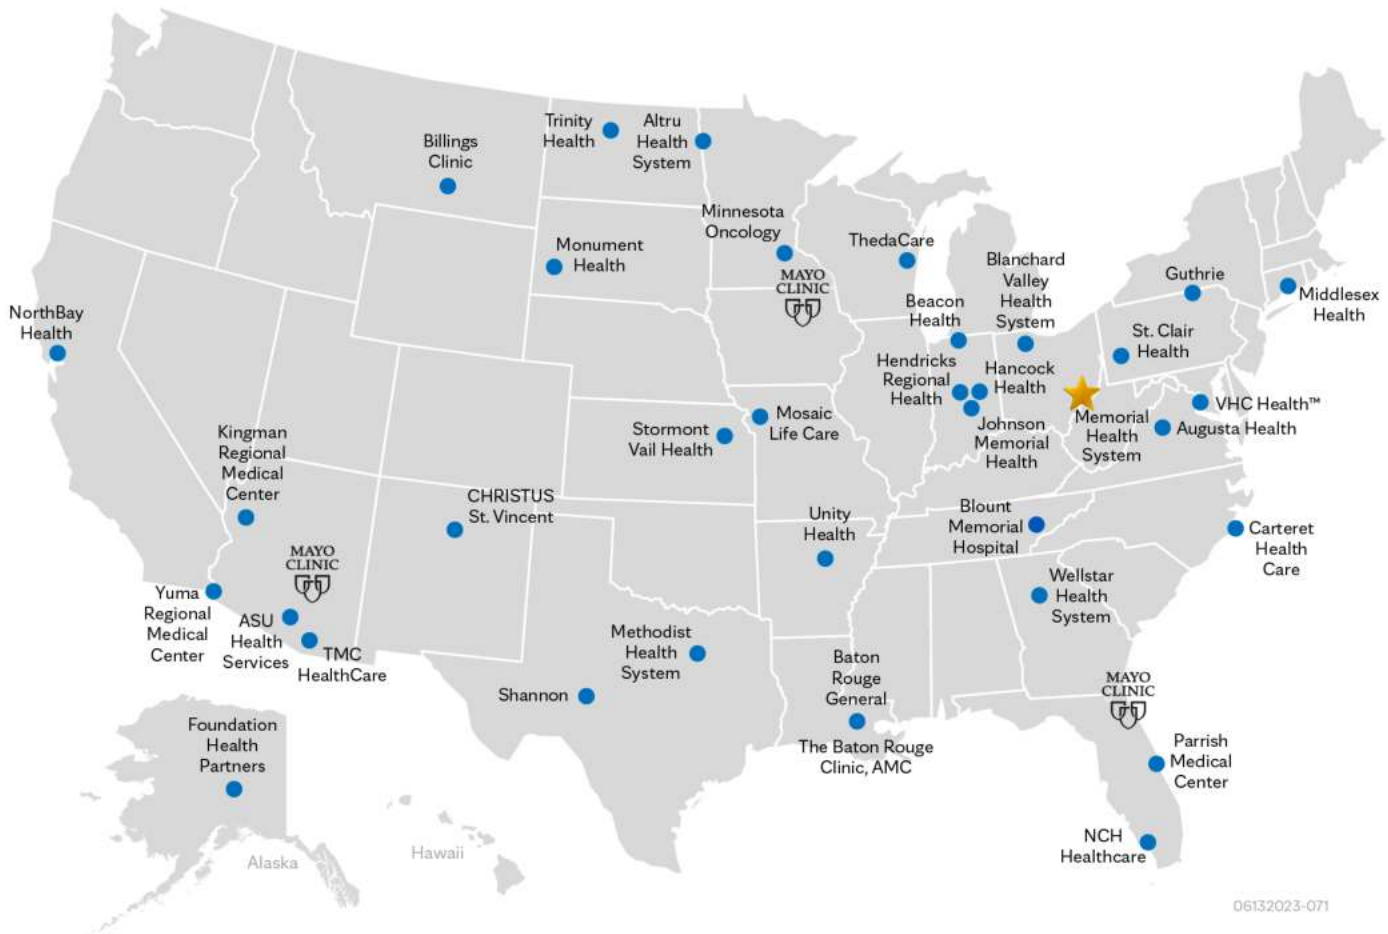 Trinity
Health
Altru
Health
System
Billings
Clinic
Minnesota
Oncology
ThedaCare
Monument
Health
MAYO
CLINIC
Blanchard
Valley
Health
System
Guthrie
Middlesex
Health
Beacon
Health
NorthBay
Health
St. Clair
Health
Hendricks
Regional
Health
Hancock
Health
VHC Health™
Mosaic
Life Care
Johnson
Memorial
Health
Memorial
Health
System
Augusta Health
Stormont
Vail Health
Kingman
Regional
Medical
Center
CHRISTUS
St. Vincent
Unity
Health
Blount
Memorial
Hospital
Carteret
Health
Care
MAYO
CLINIC
Wellstar
Health
System
Yuma
Regional
Medical
Center
ASU
Health
Services
TMC
HealthCare
Methodist
Health
System
Baton
Rouge
General
Shannon
MAYO
CLINIC
The Baton Rouge
Clinic, AMC
Foundation
Health
Partners
Parrish
Medical
Center
NCH
Healthcare
Alaska
Hawaii
06132023-071